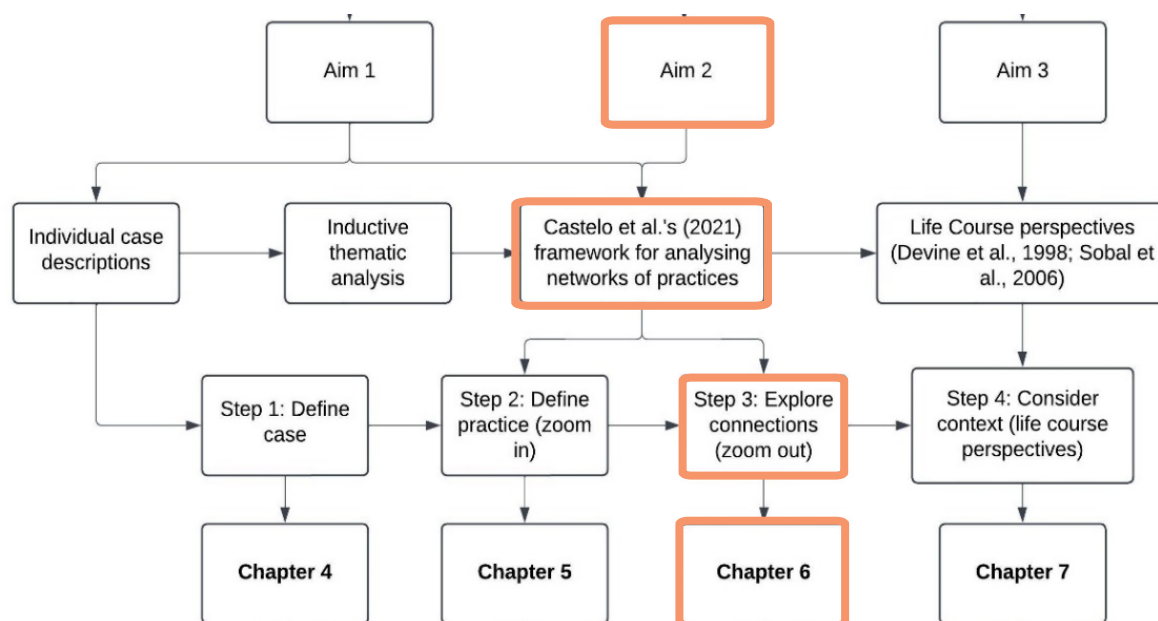 Aim 1
Aim 2
Aim 3
Individual case
descriptions
Inductive
thematic
analysis
Castelo et al.'s (2021)
framework for analysing
networks of practices
Life Course perspectives
(Devine et al., 1998; Sobal et
al., 2006)
Step 1: Define
case
Step 2: Define
practice (zoom
in)
Step 3: Explore
connections
(zoom out)
Step 4: Consider
context (life course
perspectives)
Chapter 4
Chapter 5
Chapter 6
Chapter 7